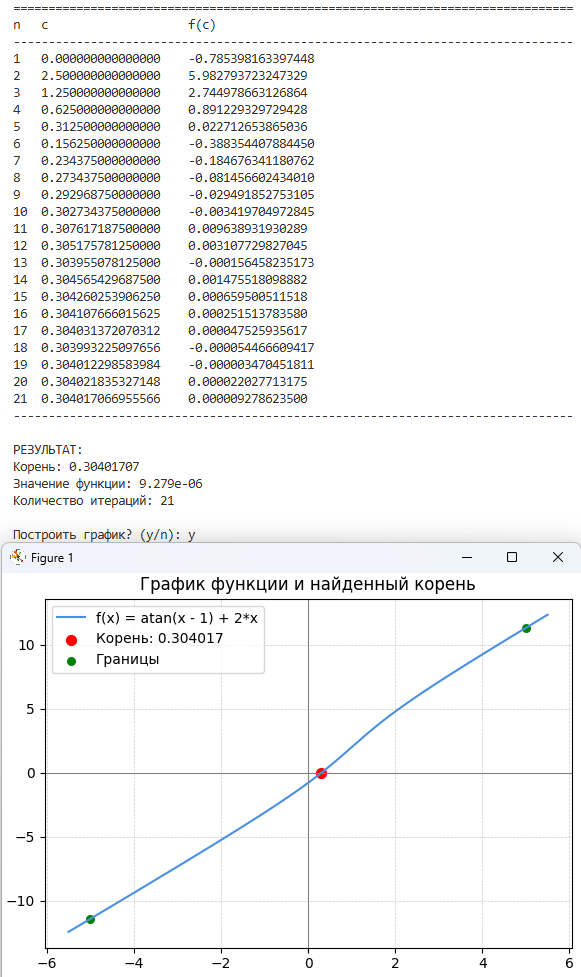 ================================================================================
n c f(c)
--------------------------------------------------------------------------------
1 0.000000000000000 -0.785398163397448
2 2.500000000000000 5.982793723247329
3 1.250000000000000 2.744978663126864
4 0.625000000000000 0.891229329729428
5 0.312500000000000 0.022712653865036
6 0.156250000000000 -0.388354407884450
7 0.234375000000000 -0.184676341180762
8 0.273437500000000 -0.081456602434010
9 0.292968750000000 -0.029491852753105
10 0.302734375000000 -0.003419704972845
11 0.307617187500000 0.009638931930289
12 0.305175781250000 0.003107729827045
13 0.303955078125000 -0.000156458235173
14 0.304565429687500 0.001475518098882
15 0.304260253906250 0.000659500511518
16 0.304107666015625 0.000251513783580
17 0.304031372070312 0.000047525935617
18 0.303993225097656 -0.000054466609417
19 0.304012298583984 -0.000003470451811
20 0.304021835327148 0.000022027713175
21 0.304017066955566 0.000009278623500
--------------------------------------------------------------------------------
РЕЗУЛЬТАТ:
Корень: 0.30401707
Значение функции: 9.279e-06
Количество итераций: 21
Построить график? (y/n): y
Figure 1
График функции и найденный корень
f(x) = atan(x - 1) + 2*x
Корень: 0.304017
Границы
10
5
0
−5
−10
−6 −4 −2 0 2 4 6